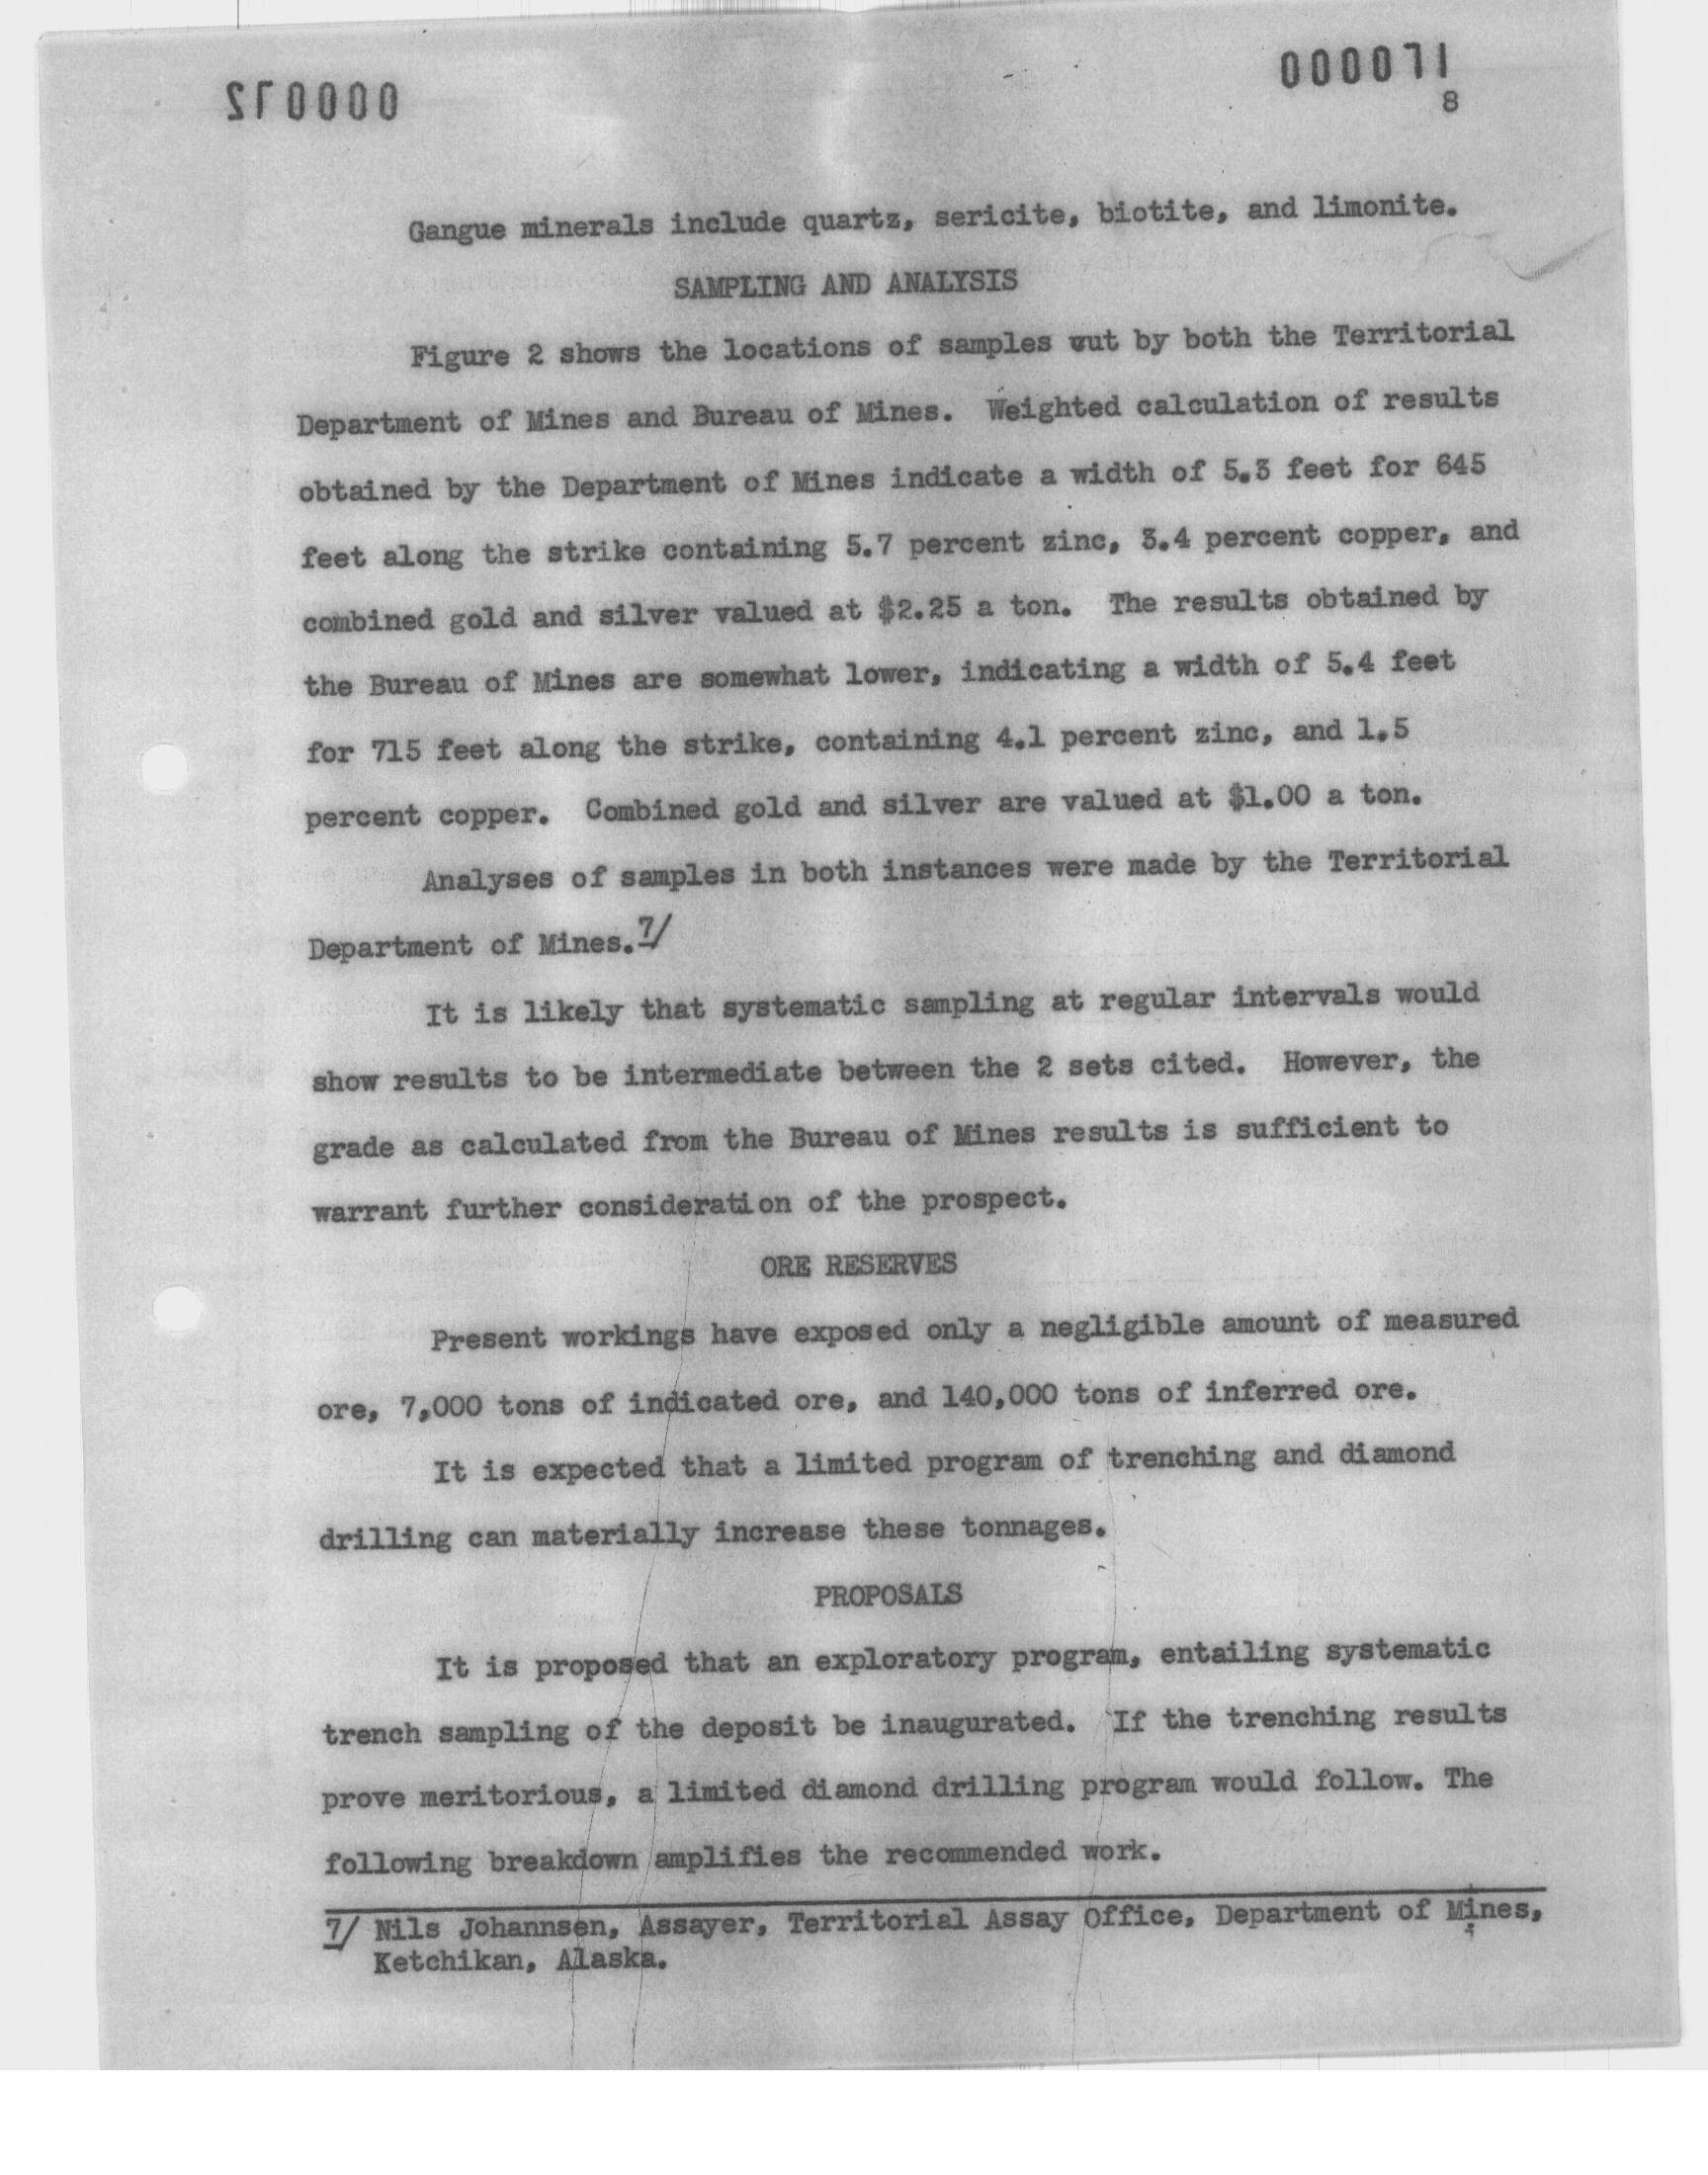 000071
8
Gangue minerals include quartz, sericite, biotite, and limonite.
SAMPLING AND ANALYSIS
Figure 2 shows the locations of samples cut by both the Territorial
Department of Mines and Bureau of Mines. Weighted calculation of results
obtained by the Department of Mines indicate a width of 5.3 feet for 645
feet along the strike containing 5.7 percent zinc, 3.4 percent copper, and
combined gold and silver valued at $2.25 a ton. The results obtained by
the Bureau of Mines are somewhat lower, indicating a width of 5.4 feet
for 715 feet along the strike, containing 4.1 percent zinc, and 1.5
percent copper. Combined gold and silver are valued at $1.00 a ton.
Analyses of samples in both instances were made by the Territorial
Department of Mines.7/
It is likely that systematic sampling at regular intervals would
show results to be intermediate between the 2 sets cited. However, the
grade as calculated from the Bureau of Mines results is sufficient to
warrant further consideration of the prospect.
ORE RESERVES
Present workings have exposed only a negligible amount of measured
ore, 7,000 tons of indicated ore, and 140,000 tons of inferred ore.
It is expected that a limited program of trenching and diamond
drilling can materially increase these tonnages.
PROPOSALS
It is proposed that an exploratory program, entailing systematic
trench sampling of the deposit be inaugurated. If the trenching results
prove meritorious, a limited diamond drilling program would follow. The
following breakdown amplifies the recommended work.
7/ Nils Johannsen, Assayer, Territorial Assay Office, Department of Mines,
Ketchikan, Alaska.